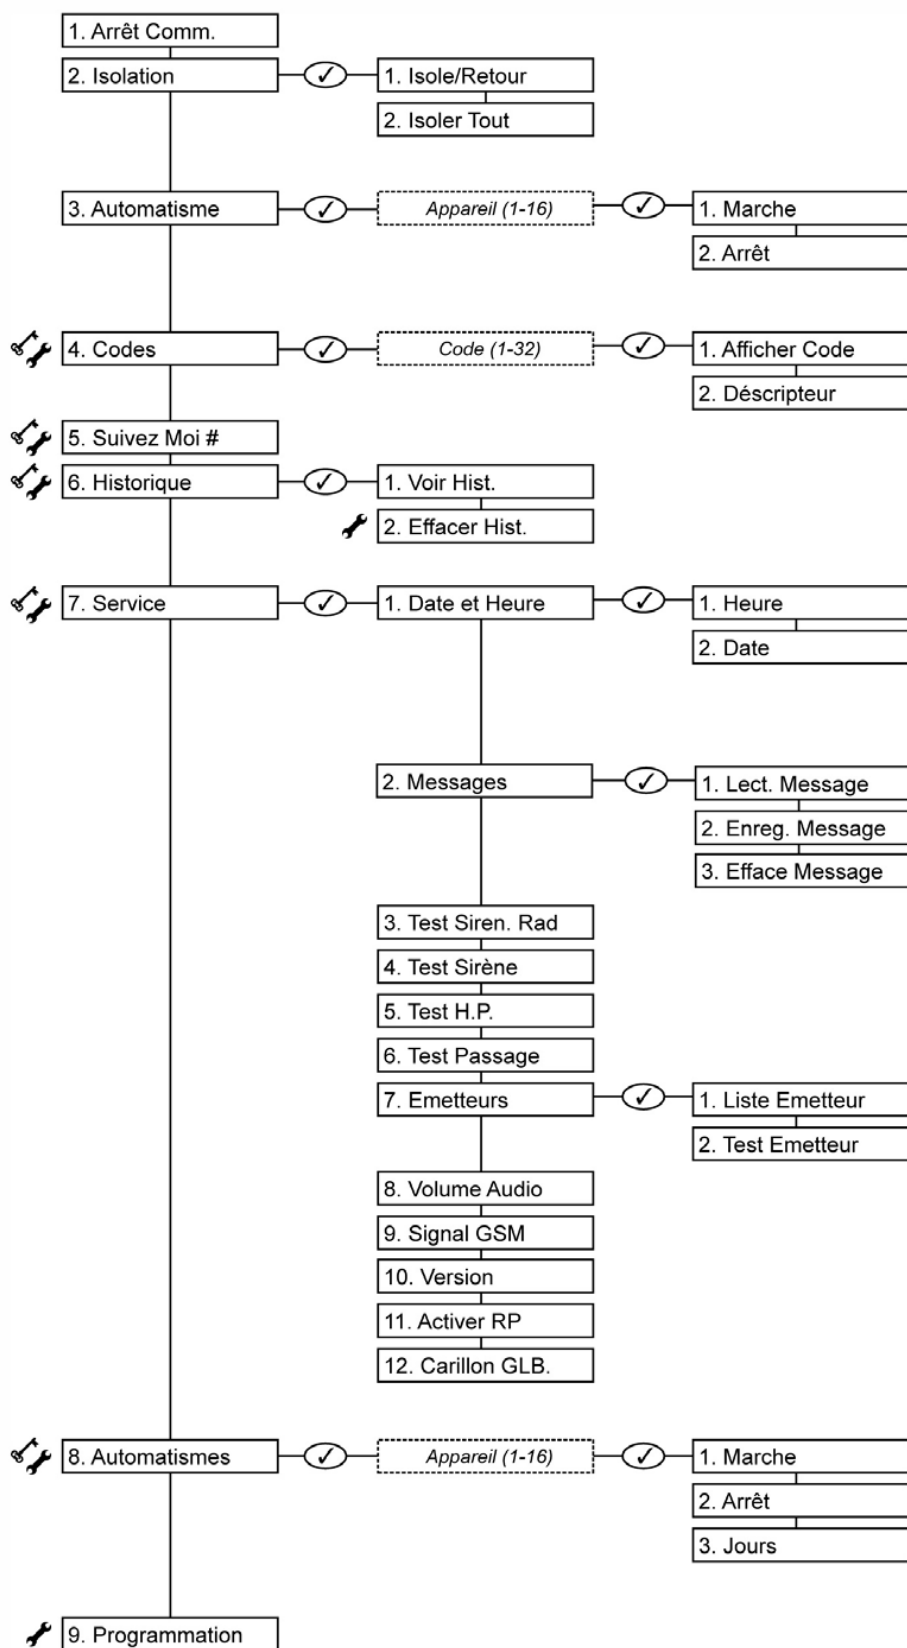 1. Arrêt Comm.
2. Isolation
1. Isole/Retour
2. Isoler Tout
3. Automatisme
Appareil (1-16)
1. Marche
2. Arrêt
4. Codes
Code (1-32)
1. Afficher Code
2. Déscripteur
5. Suivez Moi #
6. Historique
1. Voir Hist.
2. Effacer Hist.
7. Service
1. Date et Heure
1. Heure
2. Date
2. Messages
1. Lect. Message
2. Enreg. Message
3. Efface Message
3. Test Siren. Rad
4. Test Sirène
5. Test H.P.
6. Test Passage
7. Emetteurs
1. Liste Emetteur
2. Test Emetteur
8. Volume Audio
9. Signal GSM
10. Version
11. Activer RP
12. Carillon GLB.
8. Automatismes
Appareil (1-16)
1. Marche
2. Arrêt
3. Jours
9. Programmation